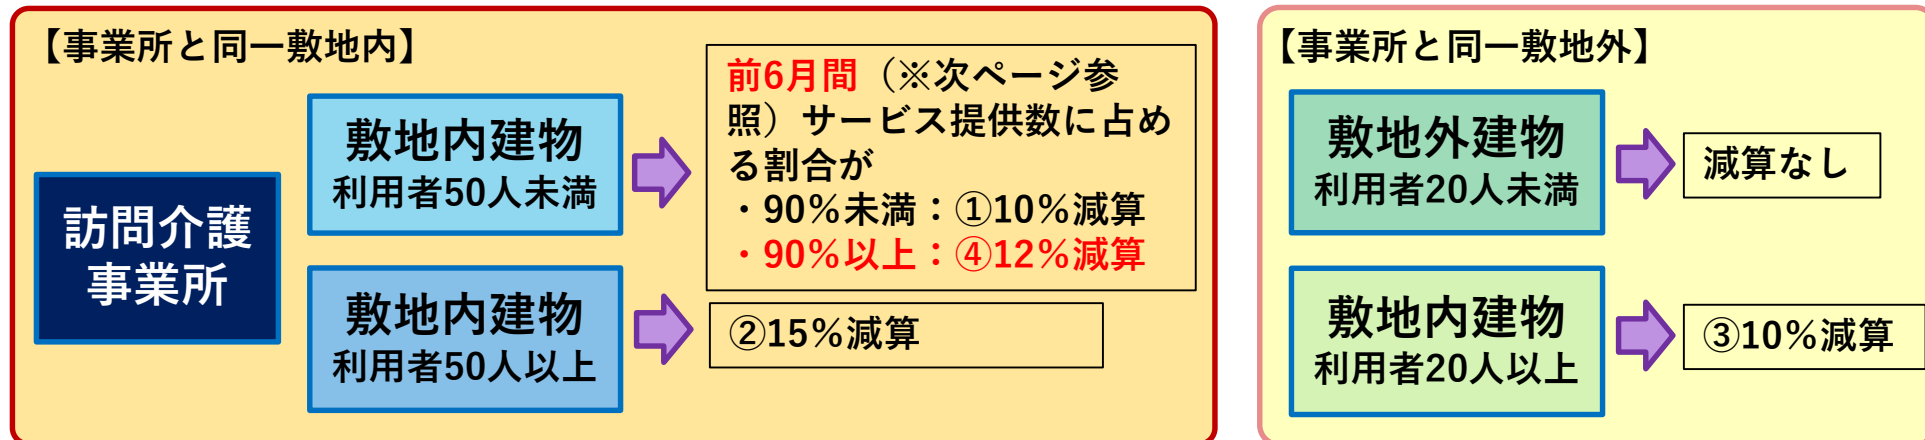 【事業所と同一敷地内】
訪問介護
事業所
敷地内建物
利用者50人未満
前6月間（※次ページ参
照）サービス提供数に占め
る割合が
・90％未満：①10％減算
・90％以上：④12％減算
敷地内建物
利用者50人以上
②15％減算
【事業所と同一敷地外】
敷地外建物
利用者20人未満
減算なし
敷地内建物
利用者20人以上
③10％減算